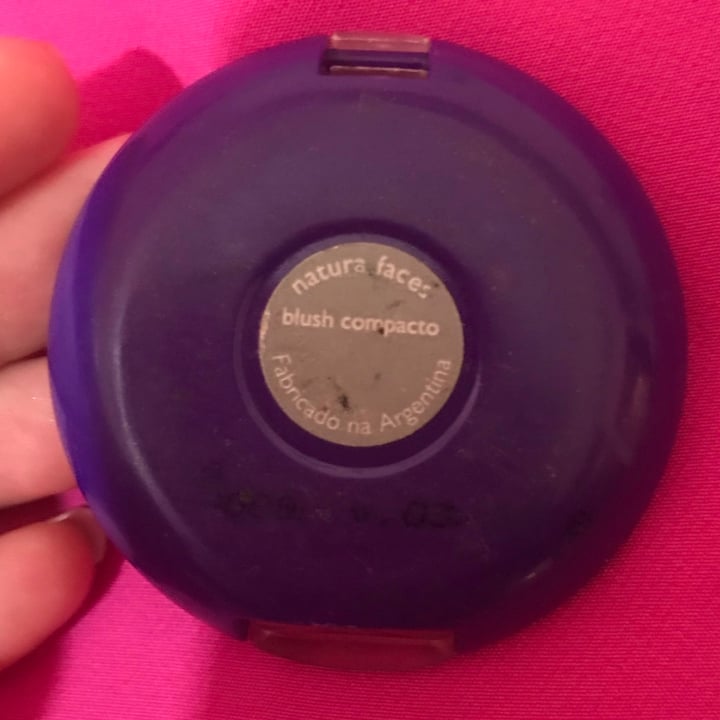 natura faces
blush compacto
Fabricado na Argentina